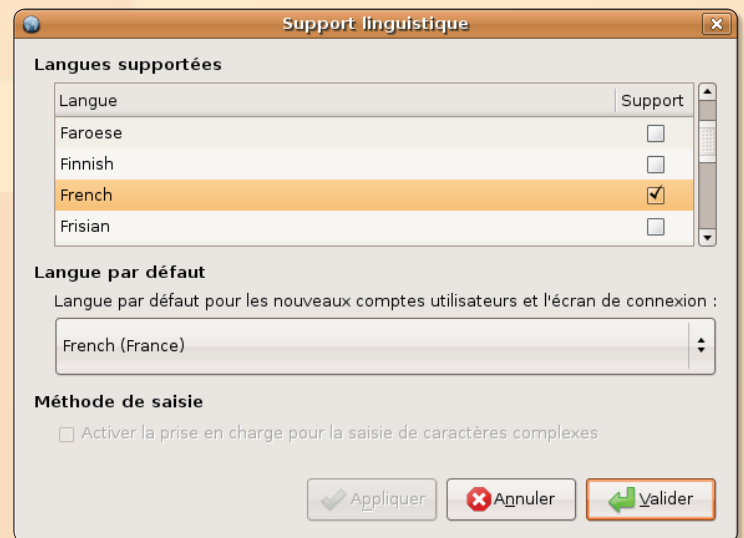 Support linguistique
Langues supportées
Langue Support
Faroese
Finnish
French
Frisian
Langue par défaut
Langue par défaut pour les nouveaux comptes utilisateurs et l'écran de connexion :
French (France)
Méthode de saisie
Activer la prise en charge pour la saisie de caractères complexes
Appliquer Annuler Valider